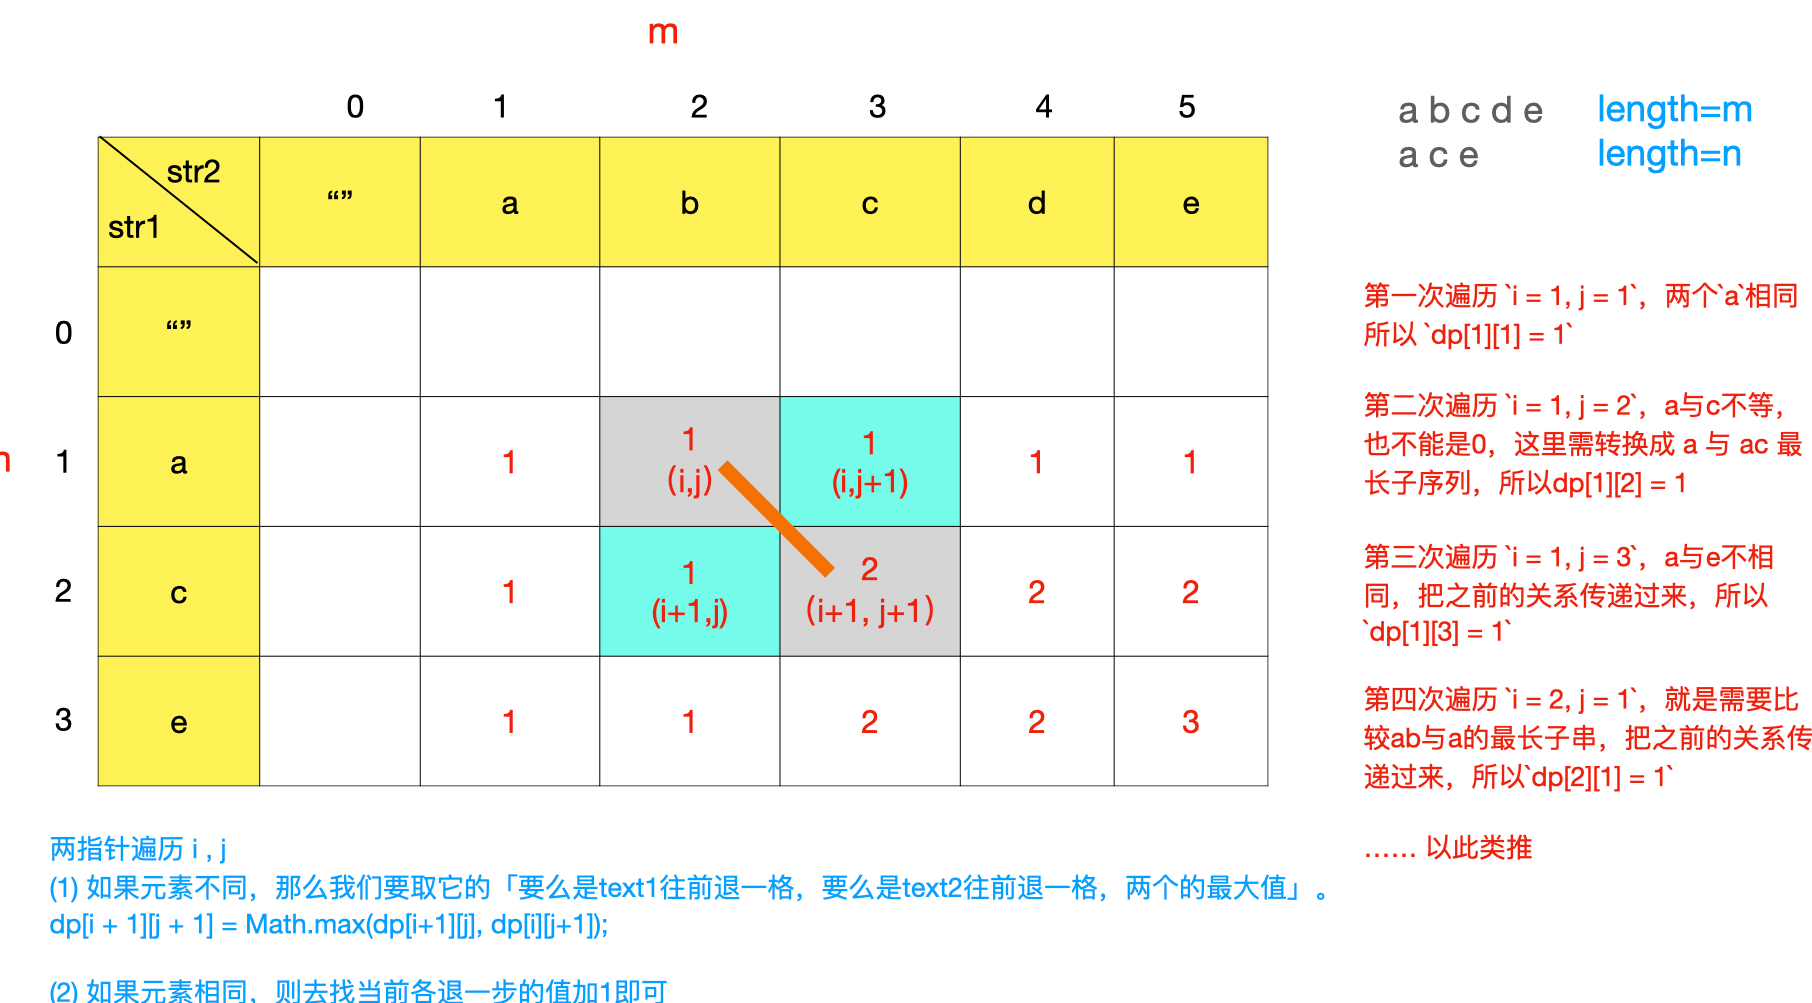 m
0 1 2 3 4 5
str2
str1
“” a b c d e
0 “”
n 1 a 1 1 1 1 1
(i,j) (i,j+1)
2 c 1 1 2 2 2
(i+1,j) (i+1, j+1)
3 e 1 1 2 2 3
a b c d e length=m
a c e length=n
第一次遍历 `i = 1, j = 1`，两个`a`相同
所以 `dp[1][1] = 1`
第二次遍历 `i = 1, j = 2`，a与c不等，
也不能是0，这里需转换成 a 与 ac 最
长子序列，所以dp[1][2] = 1
第三次遍历 `i = 1, j = 3`，a与e不相
同，把之前的关系传递过来，所以
`dp[1][3] = 1`
第四次遍历 `i = 2, j = 1`，就是需要比
较ab与a的最长子串，把之前的关系传
递过来，所以`dp[2][1] = 1`
…… 以此类推
两指针遍历 i , j
(1) 如果元素不同，那么我们要取它的「要么是text1往前退一格，要么是text2往前退一格，两个的最大值」。
dp[i + 1][j + 1] = Math.max(dp[i+1][j], dp[i][j+1]);
(2) 如果元素相同，则去找当前各退一步的值加1即可